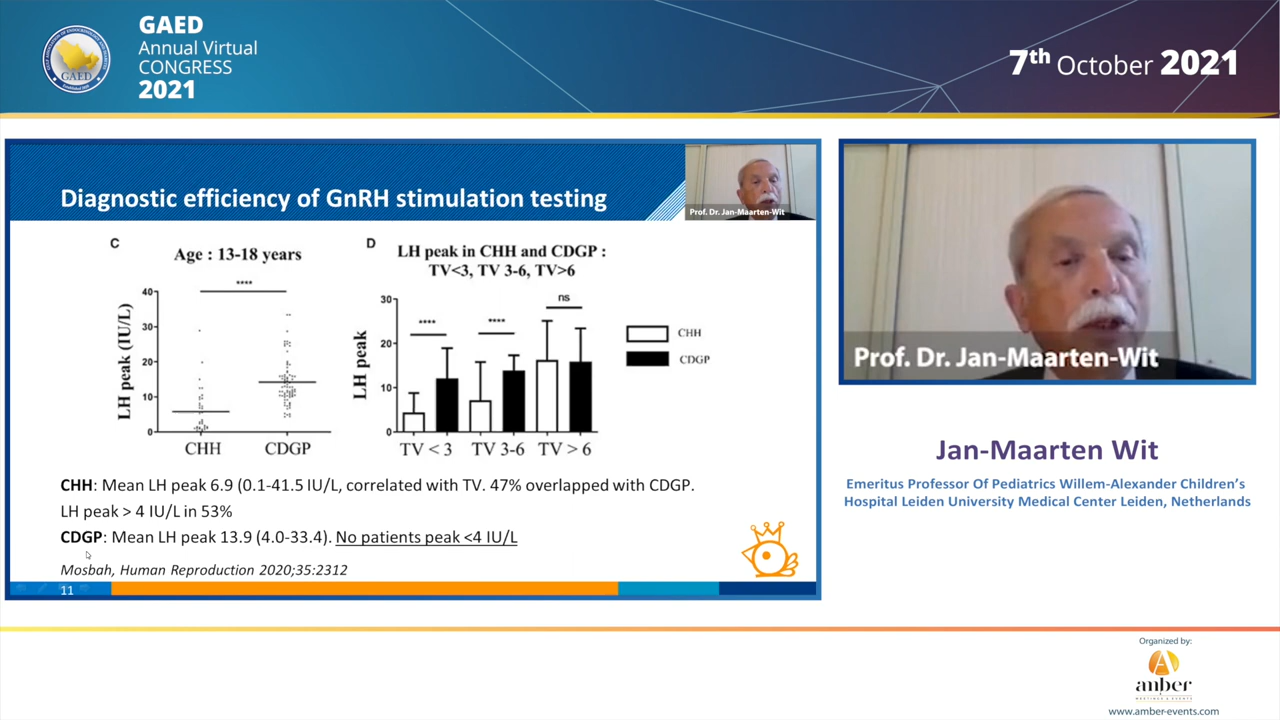 GAED
Annual Virtual
CONGRESS
2021
7th October 2021
GAED
Diagnostic efficiency of GnRH stimulation testing
Prof. Dr. Jan-Maarten-Wit
C
Age : 13-18 years
****
LH peak (IU/L)
40
30
20
10
0
CHH
CDGP
D
LH peak in CHH and CDGP :
TV<3, TV 3-6, TV>6
ns
****
****
LH peak
30
20
10
0
TV < 3
TV 3-6
TV > 6
CHH
CDGP
CHH: Mean LH peak 6.9 (0.1-41.5 IU/L, correlated with TV. 47% overlapped with CDGP.
LH peak > 4 IU/L in 53%
CDGP: Mean LH peak 13.9 (4.0-33.4). No patients peak <4 IU/L
Mosbah, Human Reproduction 2020;35:2312
11
Prof. Dr. Jan-Maarten-Wit
Jan-Maarten Wit
Emeritus Professor Of Pediatrics Willem-Alexander Children's
Hospital Leiden University Medical Center Leiden, Netherlands
Organized by:
anber
MEETINGS & EVENTS
www.amber-events.com